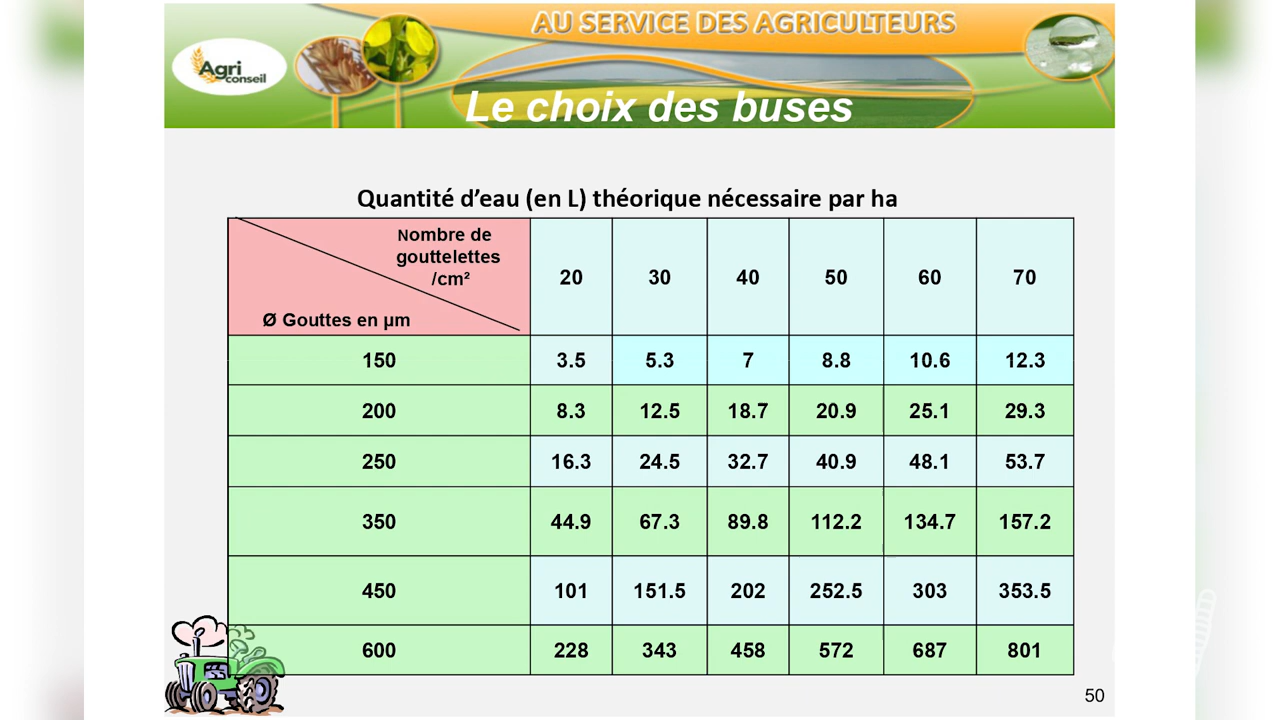 AU SERVICE DES AGRICULTEURS
Agri
conseil
Le choix des buses
Quantité d’eau (en L) théorique nécessaire par ha
Nombre de
gouttelettes
/cm²
Ø Gouttes en µm
20 30 40 50 60 70
150 3.5 5.3 7 8.8 10.6 12.3
200 8.3 12.5 18.7 20.9 25.1 29.3
250 16.3 24.5 32.7 40.9 48.1 53.7
350 44.9 67.3 89.8 112.2 134.7 157.2
450 101 151.5 202 252.5 303 353.5
600 228 343 458 572 687 801
50